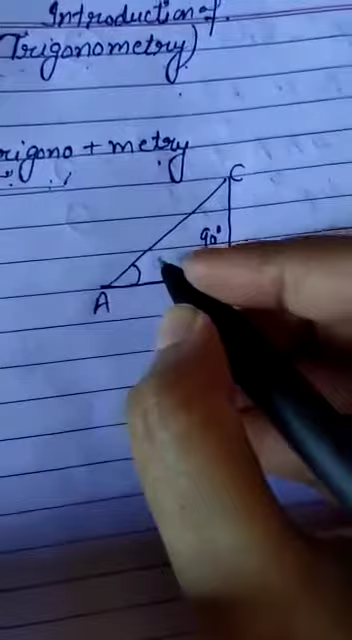 Introduction of
Trigonometry)
rigono + metry
C
90°
A